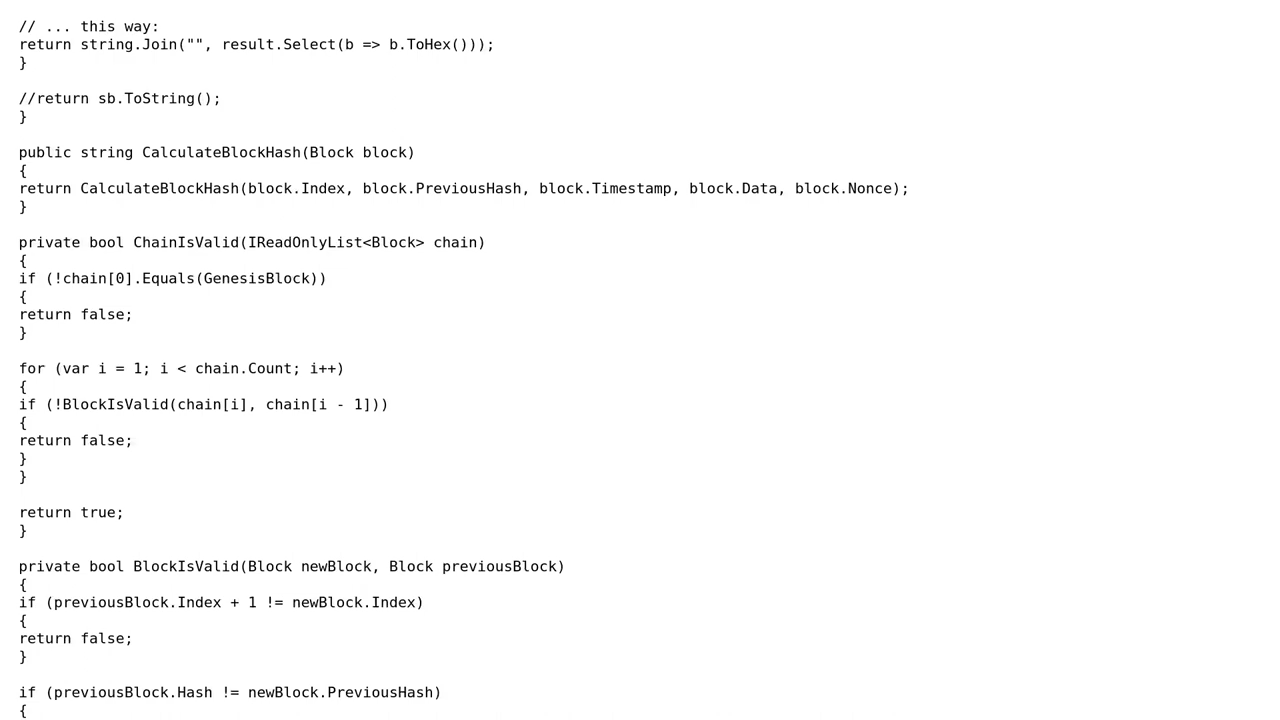 // ... this way:
return string.Join("", result.Select(b => b.ToHex()));
}

//return sb.ToString();
}

public string CalculateBlockHash(Block block)
{
return CalculateBlockHash(block.Index, block.PreviousHash, block.Timestamp, block.Data, block.Nonce);
}

private bool ChainIsValid(IReadOnlyList<Block> chain)
{
if (!chain[0].Equals(GenesisBlock))
{
return false;
}

for (var i = 1; i < chain.Count; i++)
{
if (!BlockIsValid(chain[i], chain[i - 1]))
{
return false;
}
}

return true;
}

private bool BlockIsValid(Block newBlock, Block previousBlock)
{
if (previousBlock.Index + 1 != newBlock.Index)
{
return false;
}

if (previousBlock.Hash != newBlock.PreviousHash)
{